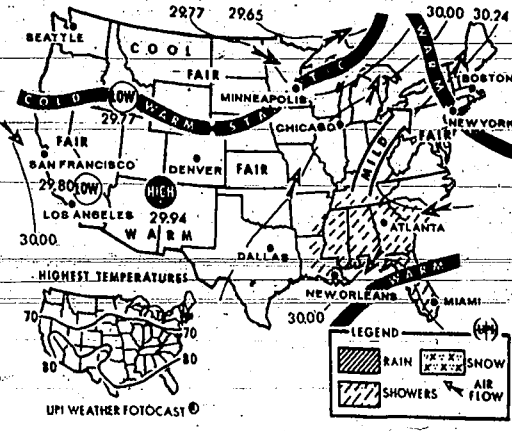 29.77 29.65 30.00 30.24
SEATTLE
COOL
FAIR
WARM
BOSTON
COLD LOW WARM STATIC
29.77
MINNEAPOLIS
CHICAGO
NEW YORK
FAIR
MILD
FAIR
SAN FRANCISCO
DENVER
FAIR
29.80 LOW
HIGH
LOS ANGELES
29.94
WARM
ATLANTA
30.00
DALLAS
WARM
HIGHEST TEMPERATURES
NEW ORLEANS
MIAMI
30.00
70
70
80
80
LEGEND
UPI
RAIN
SNOW
SHOWERS
AIR FLOW
UPI WEATHER FOTOCAST ®